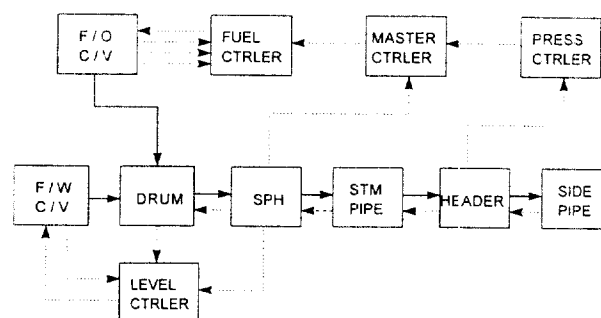 F / O
C / V
FUEL
CTRLER
MASTER
CTRLER
PRESS
CTRLER
F / W
C / V
DRUM
SPH
STM
PIPE
HEADER
SIDE
PIPE
LEVEL
CTRLER